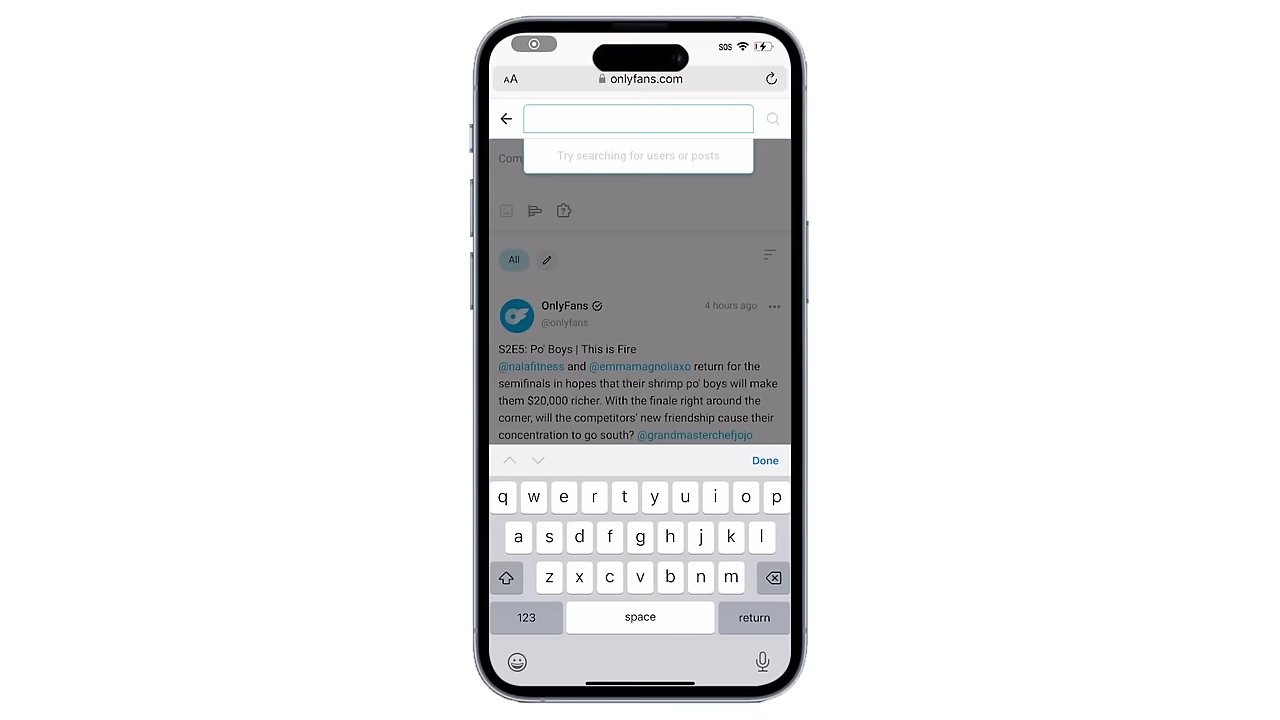 SOS
AA
onlyfans.com
Try searching for users or posts
Com
All
OnlyFans
4 hours ago
@onlyfans
S2E5: Po' Boys | This is Fire
@nalafitness and @emmamagnoliaxo return for the
semifinals in hopes that their shrimp po' boys will make
them $20,000 richer. With the finale right around the
corner, will the competitors' new friendship cause their
concentration to go south? @grandmasterchefjojo
Done
q w e r t y u i o p
a s d f g h j k l
z x c v b n m
123 space return